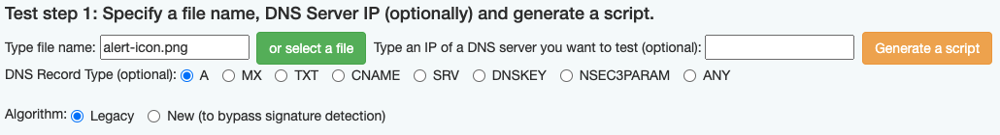 Test step 1: Specify a file name, DNS Server IP (optionally) and generate a script.
Type file name: alert-icon.png or select a file Type an IP of a DNS server you want to test (optional): Generate a script
DNS Record Type (optional): A MX TXT CNAME SRV DNSKEY NSEC3PARAM ANY
Algorithm: Legacy New (to bypass signature detection)